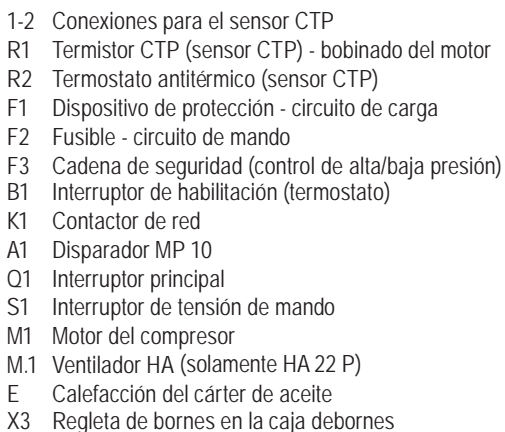 1-2 Conexiones para el sensor CTP
R1 Termistor CTP (sensor CTP) - bobinado del motor
R2 Termostato antitérmico (sensor CTP)
F1 Dispositivo de protección - circuito de carga
F2 Fusible - circuito de mando
F3 Cadena de seguridad (control de alta/baja presión)
B1 Interruptor de habilitación (termostato)
K1 Contactor de red
A1 Disparador MP 10
Q1 Interruptor principal
S1 Interruptor de tensión de mando
M1 Motor del compresor
M.1 Ventilador HA (solamente HA 22 P)
E Calefacción del cárter de aceite
X3 Regleta de bornes en la caja debornes